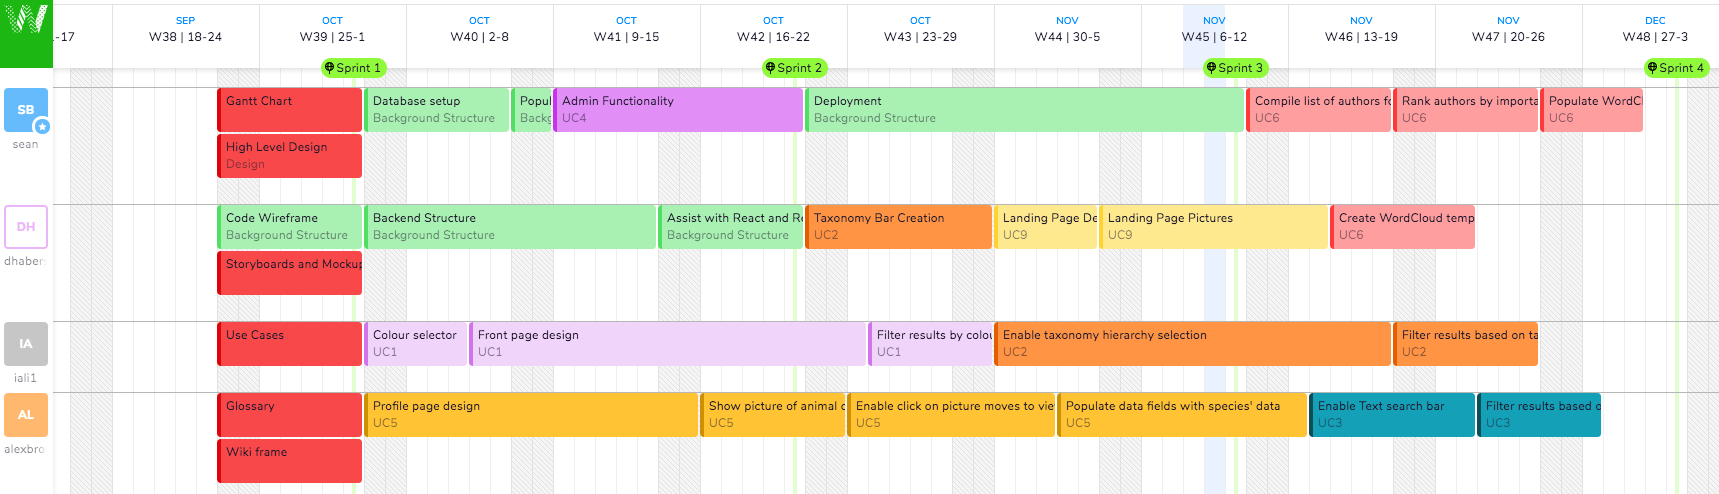 W
SEP
OCT
OCT
OCT
OCT
OCT
NOV
NOV
NOV
NOV
DEC
-17
W38 | 18-24
W39 | 25-1
W40 | 2-8
W41 | 9-15
W42 | 16-22
W43 | 23-29
W44 | 30-5
W45 | 6-12
W46 | 13-19
W47 | 20-26
W48 | 27-3
Sprint 1
Sprint 2
Sprint 3
Sprint 4
SB
sean
Gantt Chart
Database setup
Background Structure
Popul
Backg
Admin Functionality
UC4
Deployment
Background Structure
Compile list of authors fo
UC6
Rank authors by importa
UC6
Populate WordCl
UC6
High Level Design
Design
DH
dhaber
Code Wireframe
Background Structure
Backend Structure
Background Structure
Assist with React and Re
Background Structure
Taxonomy Bar Creation
UC2
Landing Page De
UC9
Landing Page Pictures
UC9
Create WordCloud temp
UC6
Storyboards and Mockup
IA
iali1
Use Cases
Colour selector
UC1
Front page design
UC1
Filter results by colou
UC1
Enable taxonomy hierarchy selection
UC2
Filter results based on ta
UC2
AL
alexbro
Glossary
Profile page design
UC5
Show picture of animal o
UC5
Enable click on picture moves to vie
UC5
Populate data fields with species' data
UC5
Enable Text search bar
UC3
Filter results based o
UC3
Wiki frame